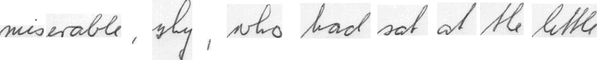 miserable, shy, who had sat at the little